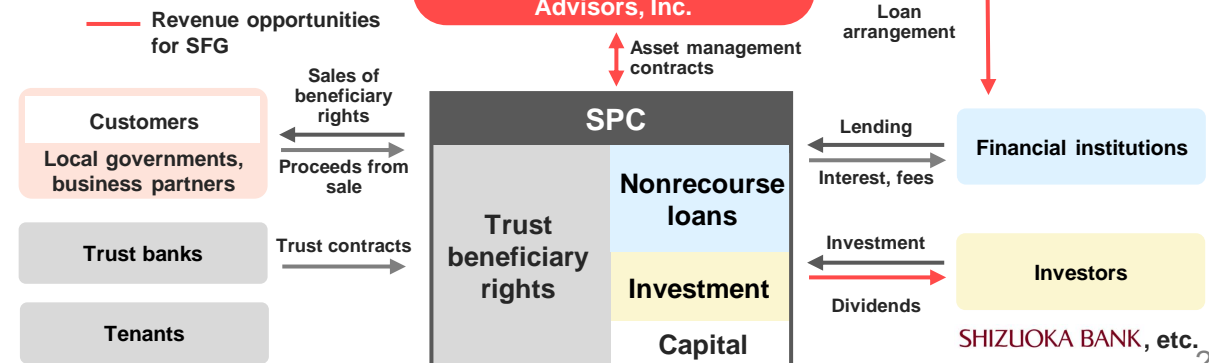 Revenue opportunities
for SFG
Advisors, Inc.
Loan
arrangement
Asset management
contracts
Sales of
beneficiary
rights
Customers
Local governments,
business partners
Proceeds from
sale
SPC
Lending
Interest, fees
Financial institutions
Nonrecourse
loans
Trust
beneficiary
rights
Trust banks
Trust contracts
Investment
Investment
Dividends
Investors
Tenants
Capital
SHIZUOKA BANK, etc.